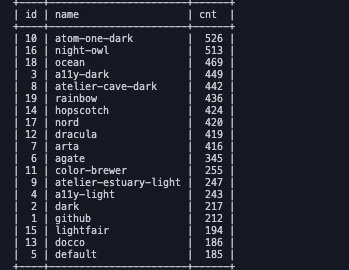 | id | name | cnt |
| 10 | atom-one-dark | 526 |
| 16 | night-owl | 513 |
| 18 | ocean | 469 |
| 3 | a11y-dark | 449 |
| 8 | atelier-cave-dark | 442 |
| 19 | rainbow | 436 |
| 14 | hopscotch | 424 |
| 17 | nord | 420 |
| 12 | dracula | 419 |
| 7 | arta | 416 |
| 6 | agate | 345 |
| 11 | color-brewer | 255 |
| 9 | atelier-estuary-light | 247 |
| 4 | a11y-light | 243 |
| 2 | dark | 217 |
| 1 | github | 212 |
| 15 | lightfair | 194 |
| 13 | docco | 186 |
| 5 | default | 185 |